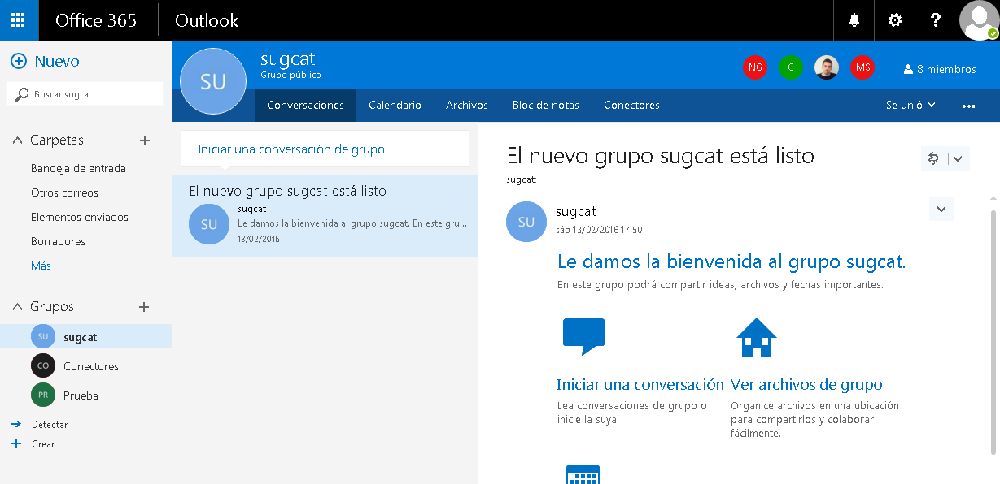 Office 365
Outlook
?
Nuevo
Buscar sugcat
Carpetas
Bandeja de entrada
Otros correos
Elementos enviados
Borradores
Más
Grupos
SU sugcat
CO Conectores
PR Prueba
Detectar
Crear
SU
sugcat
Grupo público
NG C MS 8 miembros
Conversaciones Calendario Archivos Bloc de notas Conectores Se unió ...
Iniciar una conversación de grupo
El nuevo grupo sugcat está listo
SU
sugcat
Le damos la bienvenida al grupo sugcat. En este gru...
13/02/2016
El nuevo grupo sugcat está listo
sugcat;
SU
sugcat
sáb 13/02/2016 17:50
Le damos la bienvenida al grupo sugcat.
En este grupo podrá compartir ideas, archivos y fechas importantes.
Iniciar una conversación
Lea conversaciones de grupo o
inicie la suya.
Ver archivos de grupo
Organice archivos en una ubicación
para compartirlos y colaborar
fácilmente.